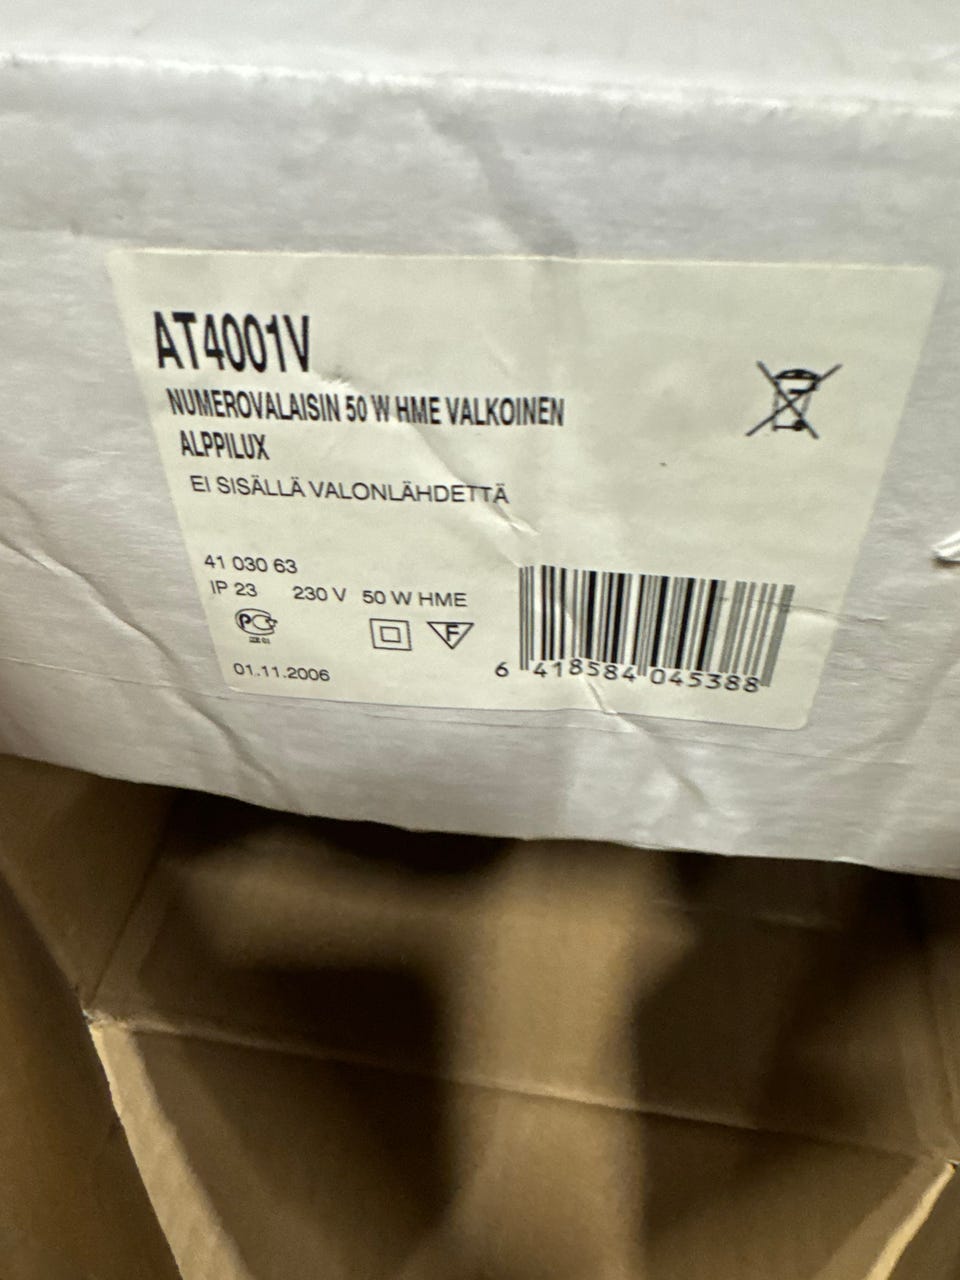 AT4001V
NUMEROVALAISIN 50 W HME VALKOINEN
ALPPILUX
EI SISÄLLÄ VALONLÄHDETTÄ
41 030 63
IP 23 230 V 50 W HME
F
01.11.2006
6 418584 045388